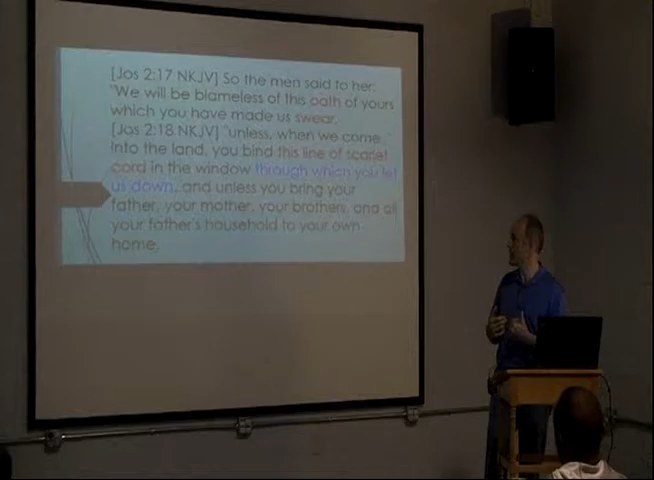 [Jos 2:17 NKJV] So the men said to her:
"We will be blameless of this oath of yours
which you have made us swear,
[Jos 2:18 NKJV] "unless, when we come
into the land, you bind this line of scarlet
cord in the window through which you let
us down, and unless you bring your
father, your mother, your brothers, and all
your father's household to your own
home.